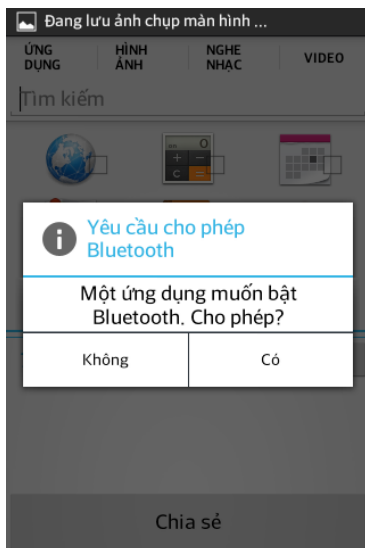 Đang lưu ảnh chụp màn hình ...
ỨNG DỤNG
HÌNH ẢNH
NGHE NHẠC
VIDEO
Tìm kiếm
Yêu cầu cho phép
Bluetooth
Một ứng dụng muốn bật
Bluetooth. Cho phép?
Không
Có
Chia sẻ